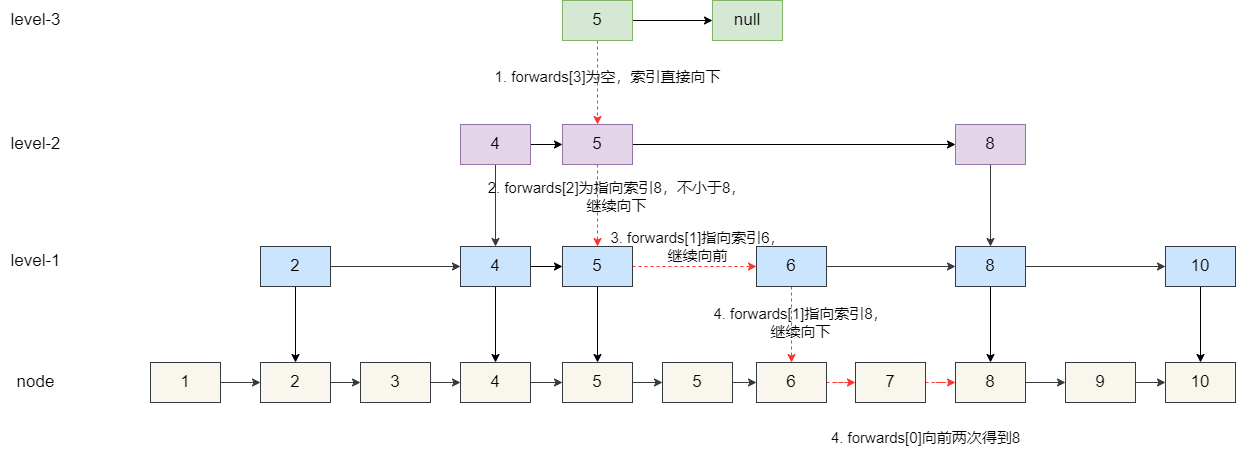 level-3
5
null
1. forwards[3]为空，索引直接向下
level-2
4
5
8
2. forwards[2]为指向索引8，不小于8，
继续向下
3. forwards[1]指向索引6，
继续向前
level-1
2
4
5
6
8
10
4. forwards[1]指向索引8，
继续向下
node
1
2
3
4
5
5
6
7
8
9
10
4. forwards[0]向前两次得到8